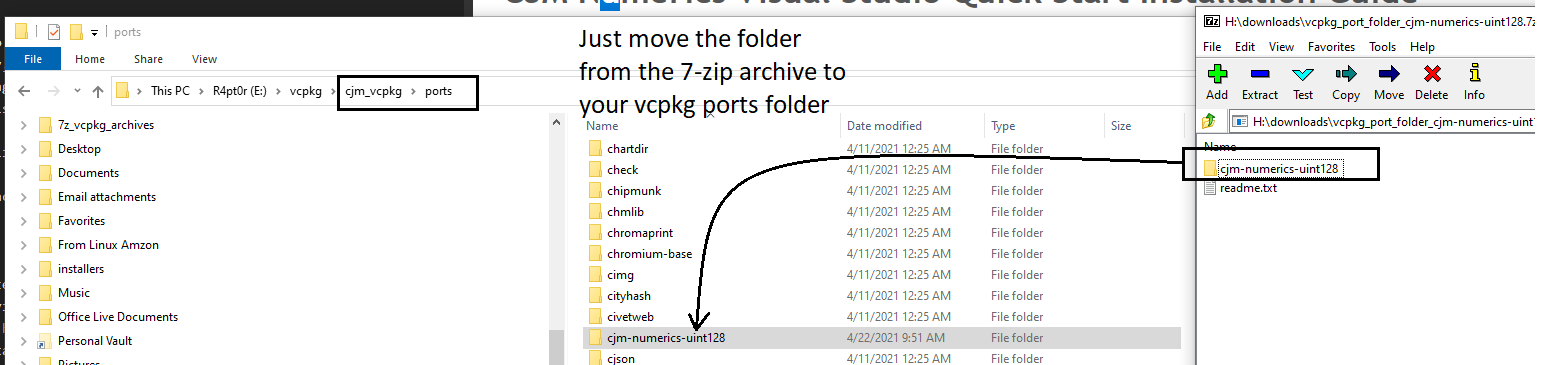 CJM Numerics Visual Studio Quick Start Installation Guide
ports
File Home Share View
This PC > R4pt0r (E:) > vcpkg > cjm_vcpkg > ports
7z_vcpkg_archives
Desktop
Documents
Email attachments
Favorites
From Linux Amzon
installers
Music
Office Live Documents
Personal Vault
Pictures
Just move the folder
from the 7-zip archive to
your vcpkg ports folder
Name Date modified Type Size
chartdir 4/11/2021 12:25 AM File folder
check 4/11/2021 12:25 AM File folder
chipmunk 4/11/2021 12:25 AM File folder
chmlib 4/11/2021 12:25 AM File folder
chromaprint 4/11/2021 12:25 AM File folder
chromium-base 4/11/2021 12:25 AM File folder
cimg 4/11/2021 12:25 AM File folder
cityhash 4/11/2021 12:25 AM File folder
civetweb 4/11/2021 12:25 AM File folder
cjm-numerics-uint128 4/22/2021 9:51 AM File folder
cjson 4/11/2021 12:25 AM File folder
7z H:\downloads\vcpkg_port_folder_cjm-numerics-uint128.7z
File Edit View Favorites Tools Help
Add Extract Test Copy Move Delete Info
H:\downloads\vcpkg_port_folder_cjm-numerics-uint1
Name
cjm-numerics-uint128
readme.txt